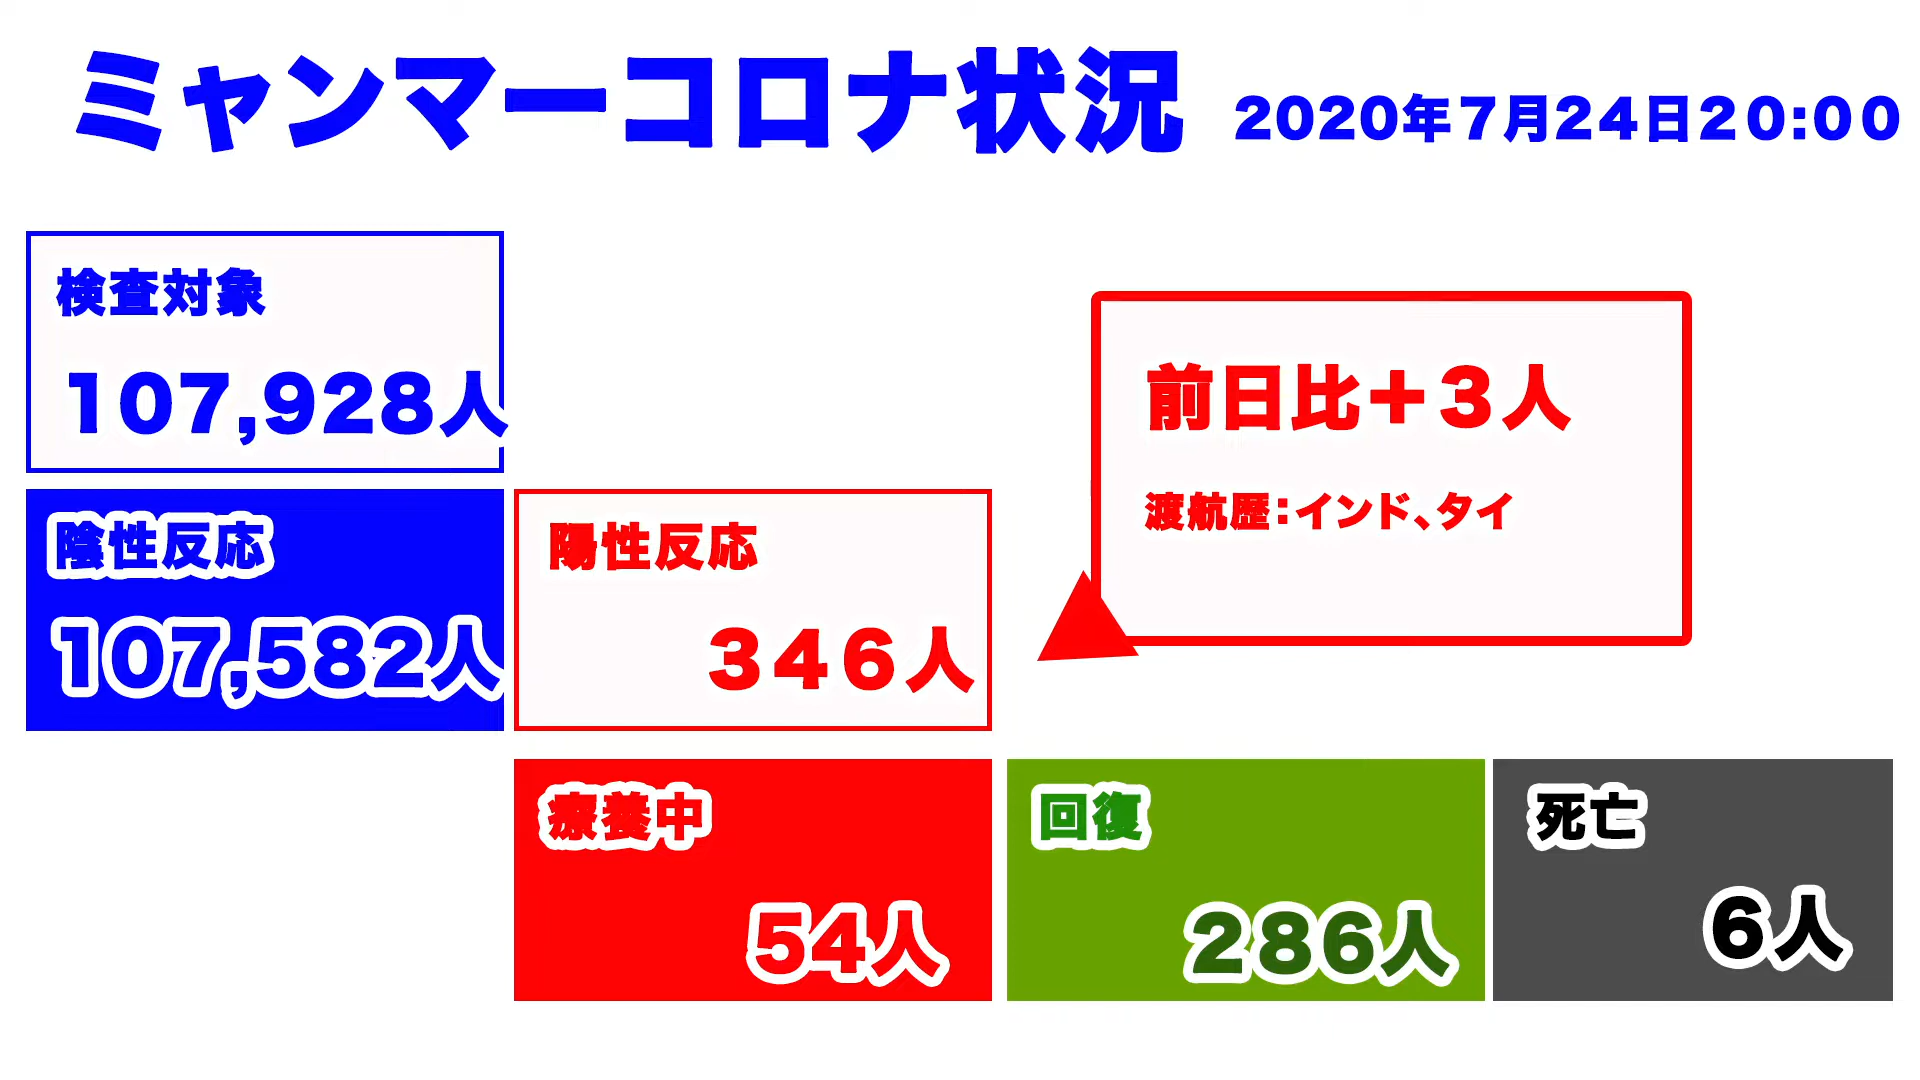 ミャンマーコロナ状況 2020年7月24日20:00
検査対象
107,928人
前日比＋3人
渡航歴：インド、タイ
陰性反応
107,582人
陽性反応
346人
療養中
54人
回復
286人
死亡
6人